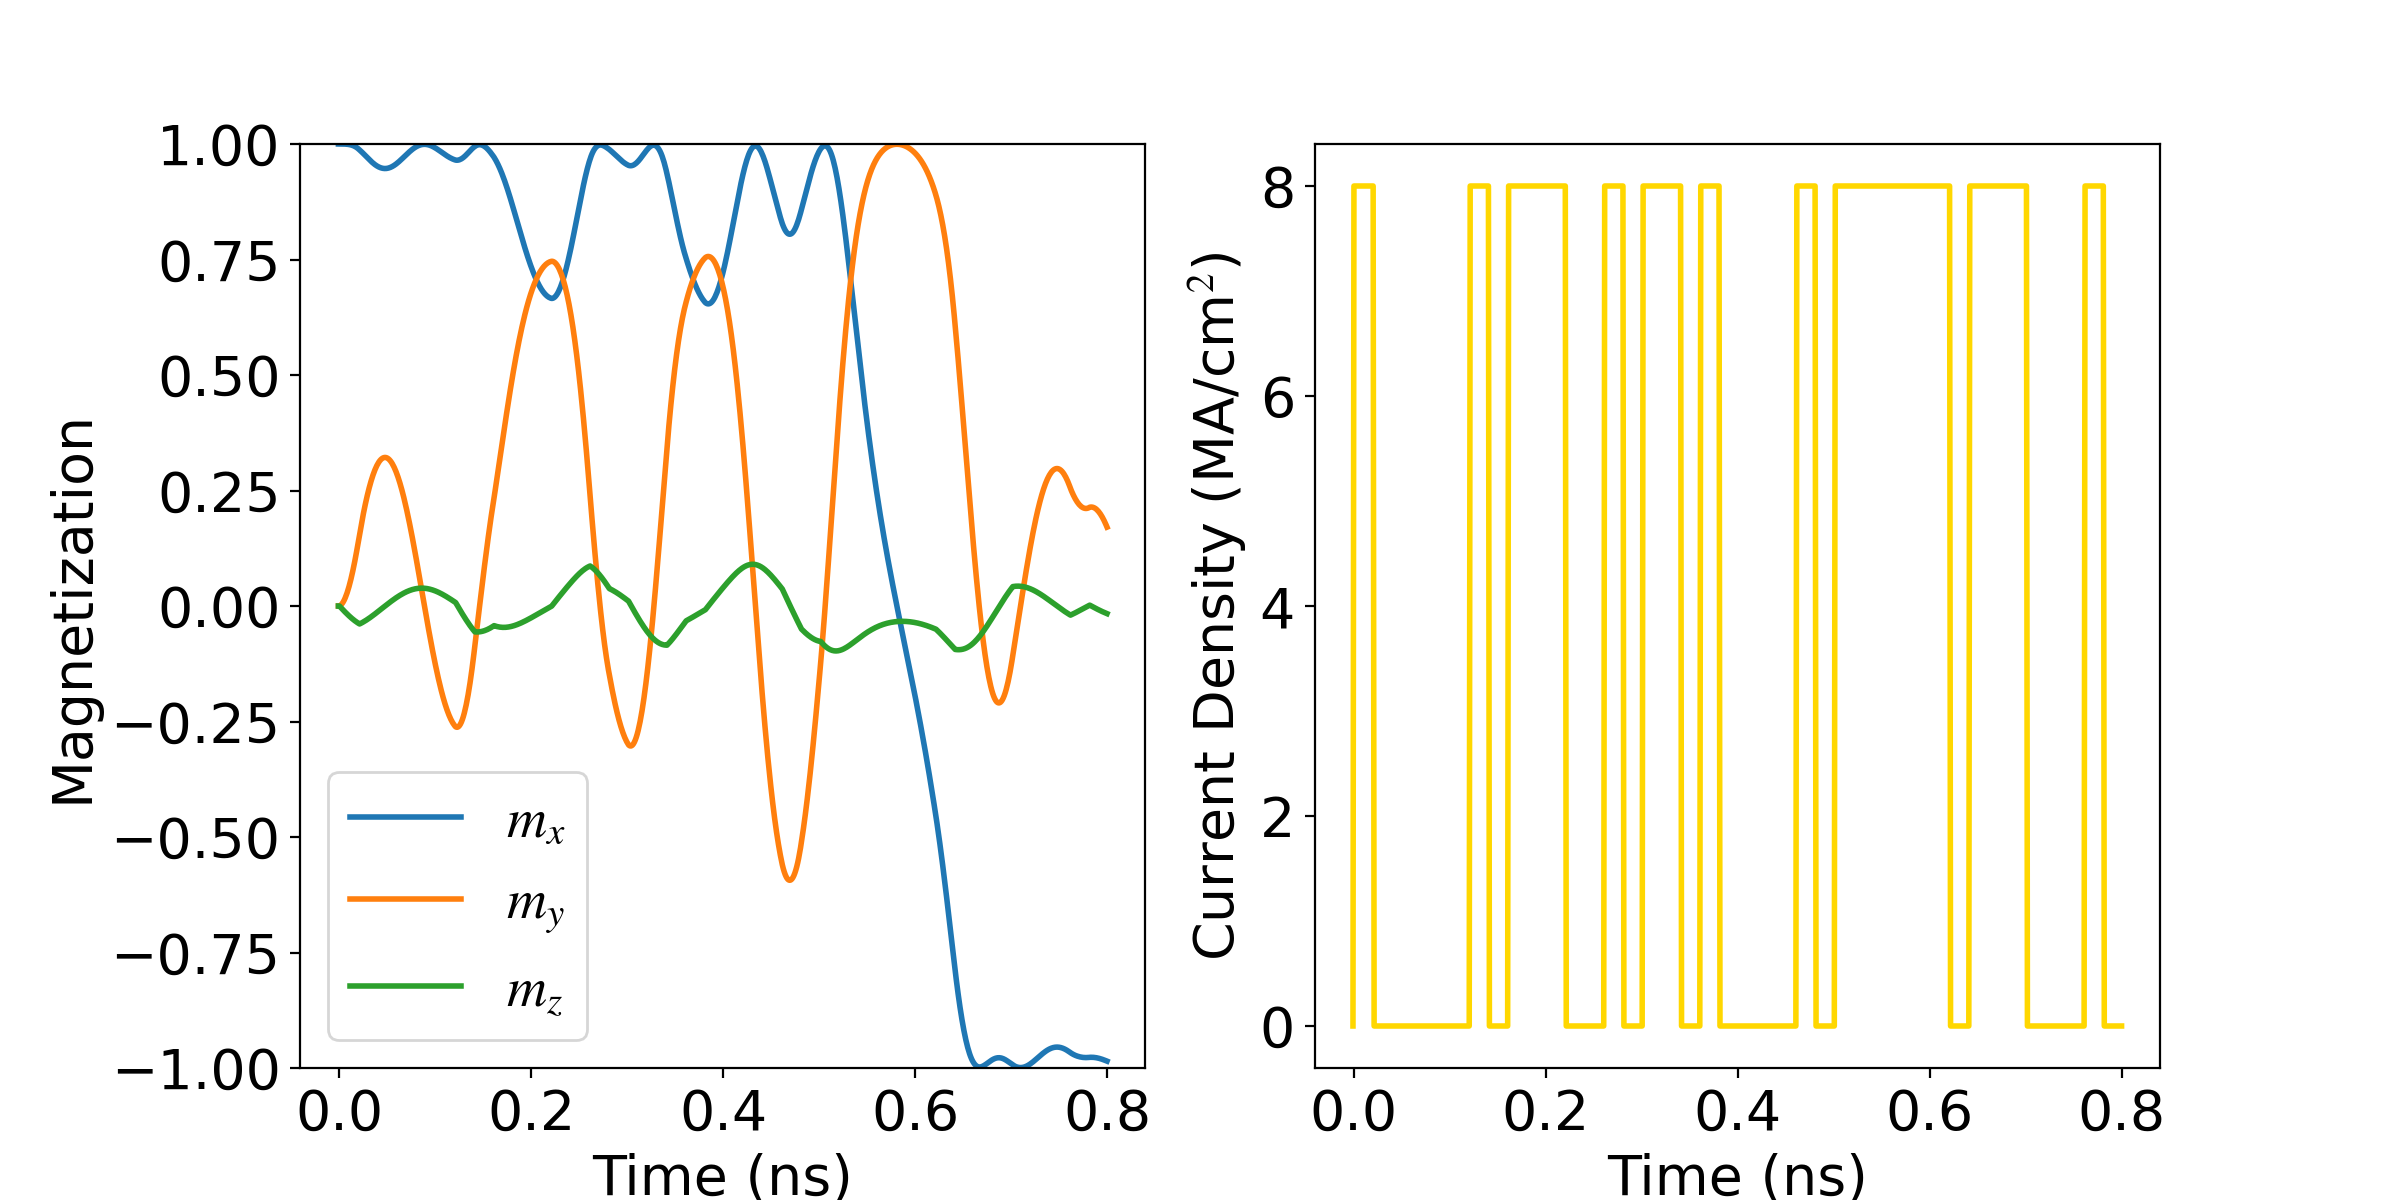 1.00
0.75
0.50
0.25
0.00
−0.25
−0.50
−0.75
−1.00
Magnetization
m_x
m_y
m_z
0.0 0.2 0.4 0.6 0.8
Time (ns)
8
6
4
2
0
Current Density (MA/cm²)
0.0 0.2 0.4 0.6 0.8
Time (ns)